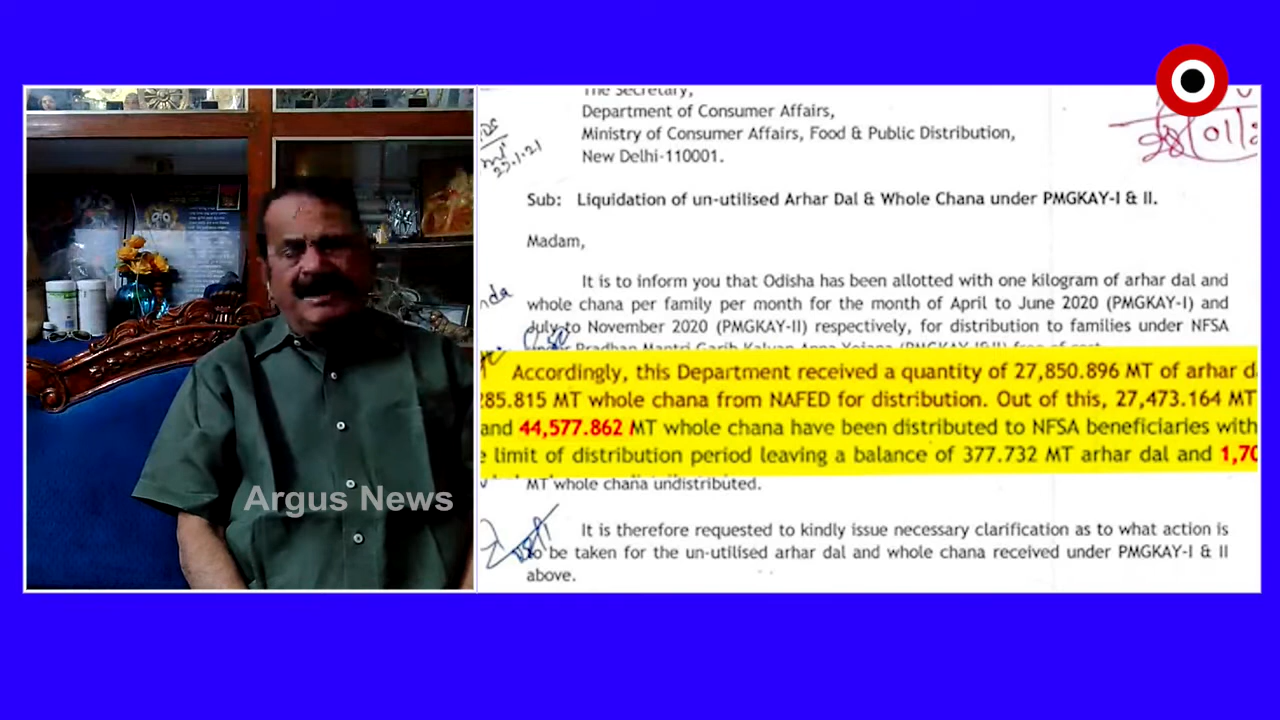 The Secretary,
Department of Consumer Affairs,
Ministry of Consumer Affairs, Food & Public Distribution,
New Delhi-110001.
27.1.21
Sub: Liquidation of un-utilised Arhar Dal & Whole Chana under PMGKAY-I & II.
Madam,
It is to inform you that Odisha has been allotted with one kilogram of arhar dal and
whole chana per family per month for the month of April to June 2020 (PMGKAY-I) and
July to November 2020 (PMGKAY-II) respectively, for distribution to families under NFSA
Accordingly, this Department received a quantity of 27,850.896 MT of arhar d
285.815 MT whole chana from NAFED for distribution. Out of this, 27,473.164 MT
and 44,577.862 MT whole chana have been distributed to NFSA beneficiaries with
e limit of distribution period leaving a balance of 377.732 MT arhar dal and 1,70
MT whole chana undistributed.
It is therefore requested to kindly issue necessary clarification as to what action is
to be taken for the un-utilised arhar dal and whole chana received under PMGKAY-I & II
above.
Argus News